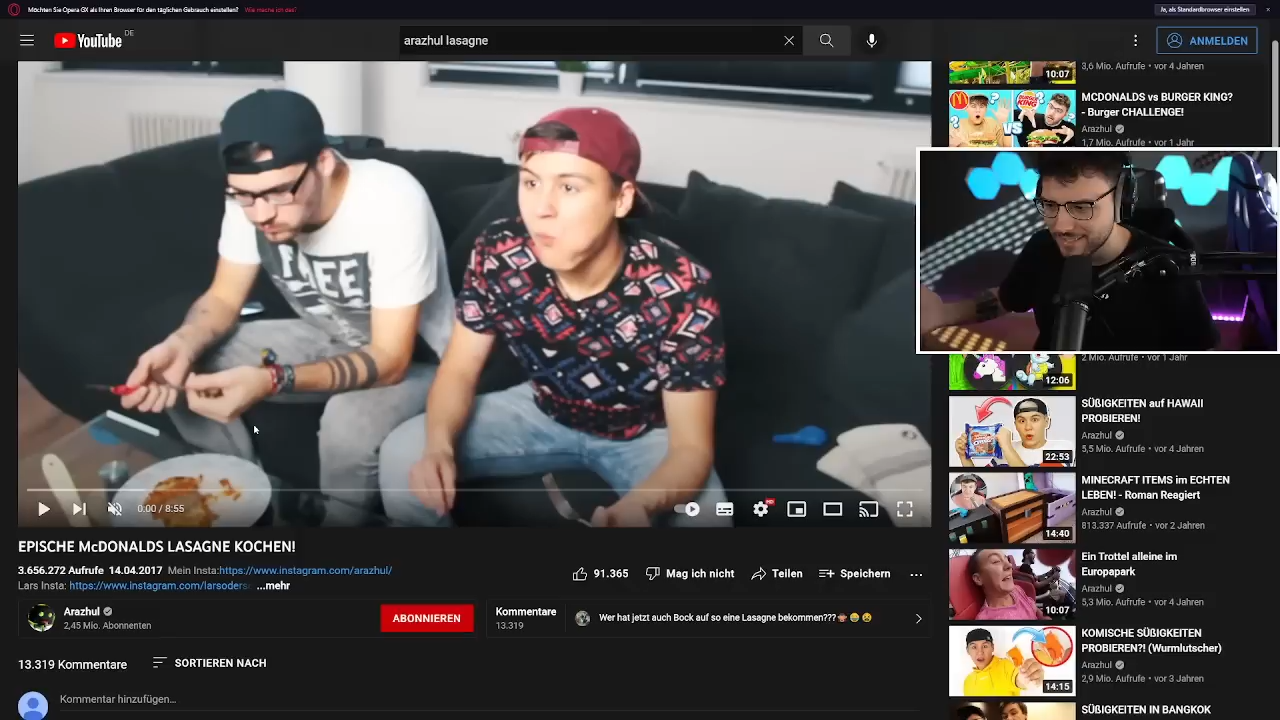 Möchten Sie Opera GX als Ihren Browser für den täglichen Gebrauch einstellen? Wie mache ich das?
Ja, als Standardbrowser einstellen
YouTube DE
arazhul lasagne
ANMELDEN
10:07
3,6 Mio. Aufrufe • vor 4 Jahren
MCDONALDS vs BURGER KING?
- Burger CHALLENGE!
Arazhul
1,7 Mio. Aufrufe • vor 1 Jahr
VS
FREE
2 Mio. Aufrufe • vor 1 Jahr
12:06
SÜßIGKEITEN auf HAWAII
PROBIEREN!
Arazhul
5,5 Mio. Aufrufe • vor 4 Jahren
22:53
MINECRAFT ITEMS im ECHTEN
LEBEN! - Roman Reagiert
Arazhul
813.337 Aufrufe • vor 2 Jahren
14:40
Ein Trottel alleine im
Europapark
Arazhul
5,3 Mio. Aufrufe • vor 4 Jahren
10:07
KOMISCHE SÜßIGKEITEN
PROBIEREN?! (Wurmlutscher)
Arazhul
2,9 Mio. Aufrufe • vor 3 Jahren
14:15
SÜßIGKEITEN IN BANGKOK
0:00 / 8:55
HD
EPISCHE McDONALDS LASAGNE KOCHEN!
3.656.272 Aufrufe 14.04.2017 Mein Insta:https://www.instagram.com/arazhul/
Lars Insta: https://www.instagram.com/larsoderse ...mehr
91.365 Mag ich nicht Teilen Speichern
Arazhul
2,45 Mio. Abonnenten
ABONNIEREN
Kommentare
13.319
Wer hat jetzt auch Bock auf so eine Lasagne bekommen???
13.319 Kommentare SORTIEREN NACH
Kommentar hinzufügen...